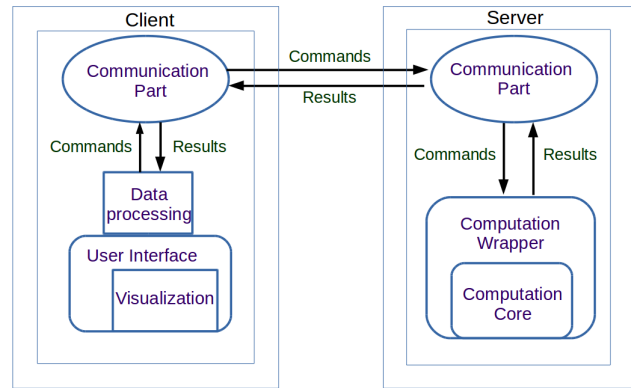 Client
Server
Communication
Part
Commands
Results
Communication
Part
Commands
Results
Commands
Results
Data
processing
User Interface
Visualization
Computation
Wrapper
Computation
Core